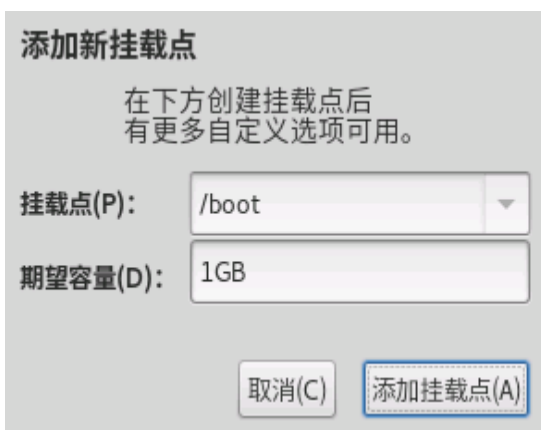 添加新挂载点
在下方创建挂载点后
有更多自定义选项可用。
挂载点(P)： /boot
期望容量(D)： 1GB
取消(C) 添加挂载点(A)